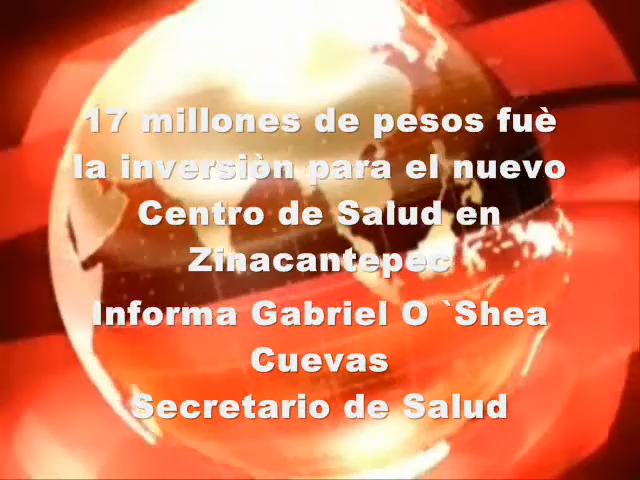 17 millones de pesos fuè
la inversiòn para el nuevo
Centro de Salud en
Zinacantepec
Informa Gabriel O `Shea
Cuevas
Secretario de Salud